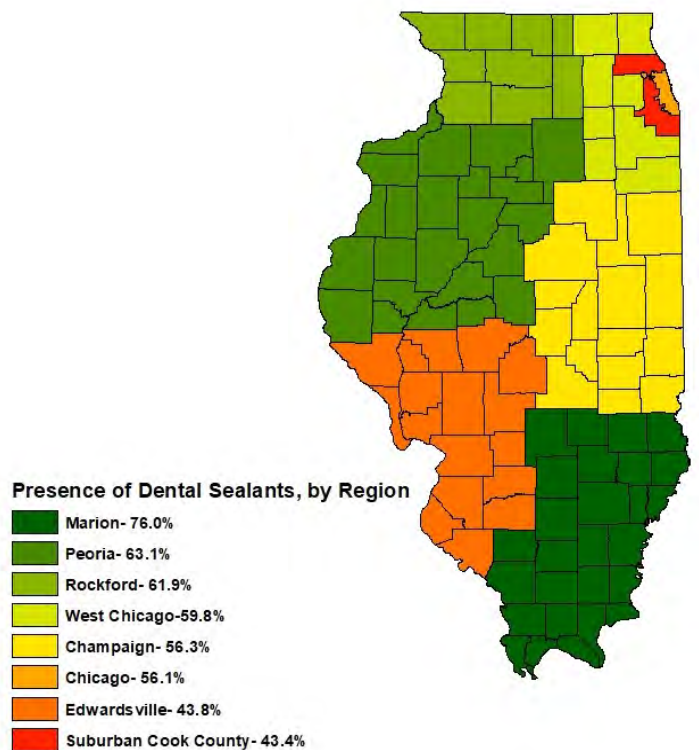 Presence of Dental Sealants, by Region
Marion- 76.0%
Peoria- 63.1%
Rockford- 61.9%
West Chicago-59.8%
Champaign- 56.3%
Chicago- 56.1%
Edwardsville- 43.8%
Suburban Cook County- 43.4%